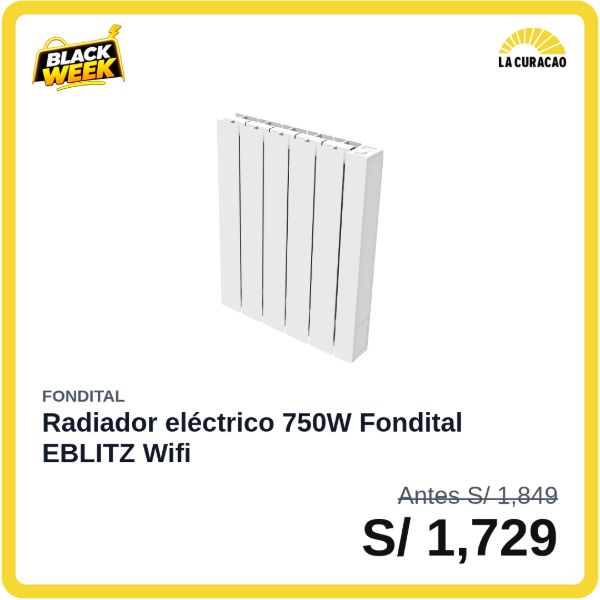 BLACK
WEEK
LA CURACAO
FONDITAL
Radiador eléctrico 750W Fondital
EBLITZ Wifi
Antes S/ 1,849
S/ 1,729